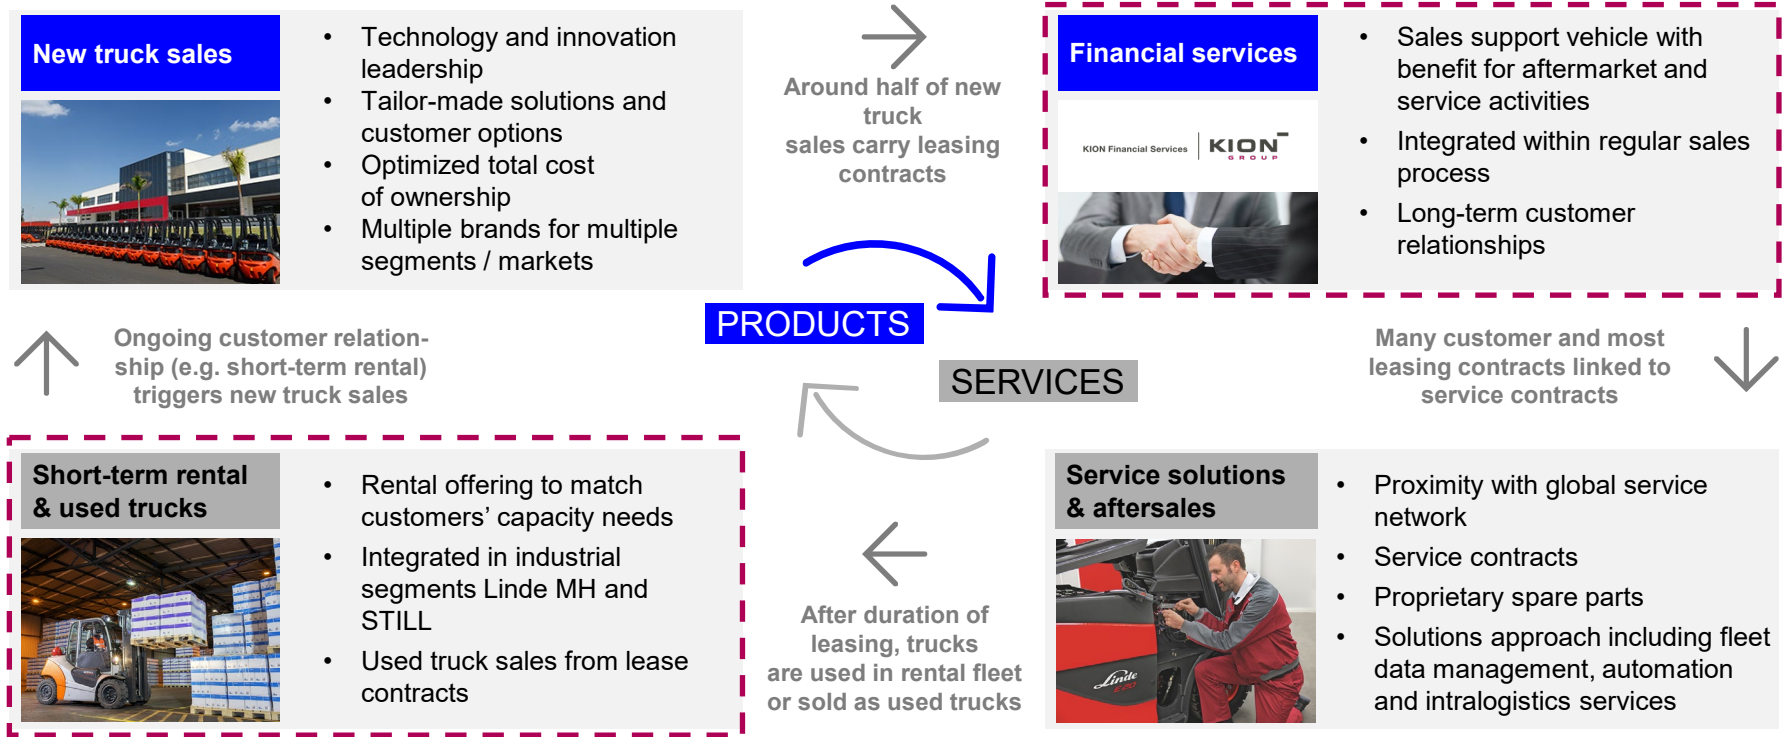 New truck sales
• Technology and innovation
leadership
• Tailor-made solutions and
customer options
• Optimized total cost
of ownership
• Multiple brands for multiple
segments / markets
Around half of new
truck
sales carry leasing
contracts
Financial services
KION Financial Services
KION
GROUP
• Sales support vehicle with
benefit for aftermarket and
service activities
• Integrated within regular sales
process
• Long-term customer
relationships
PRODUCTS
SERVICES
Ongoing customer relation-
ship (e.g. short-term rental)
triggers new truck sales
Many customer and most
leasing contracts linked to
service contracts
Short-term rental
& used trucks
• Rental offering to match
customers’ capacity needs
• Integrated in industrial
segments Linde MH and
STILL
• Used truck sales from lease
contracts
After duration of
leasing, trucks
are used in rental fleet
or sold as used trucks
Service solutions
& aftersales
Linde
E20
• Proximity with global service
network
• Service contracts
• Proprietary spare parts
• Solutions approach including fleet
data management, automation
and intralogistics services